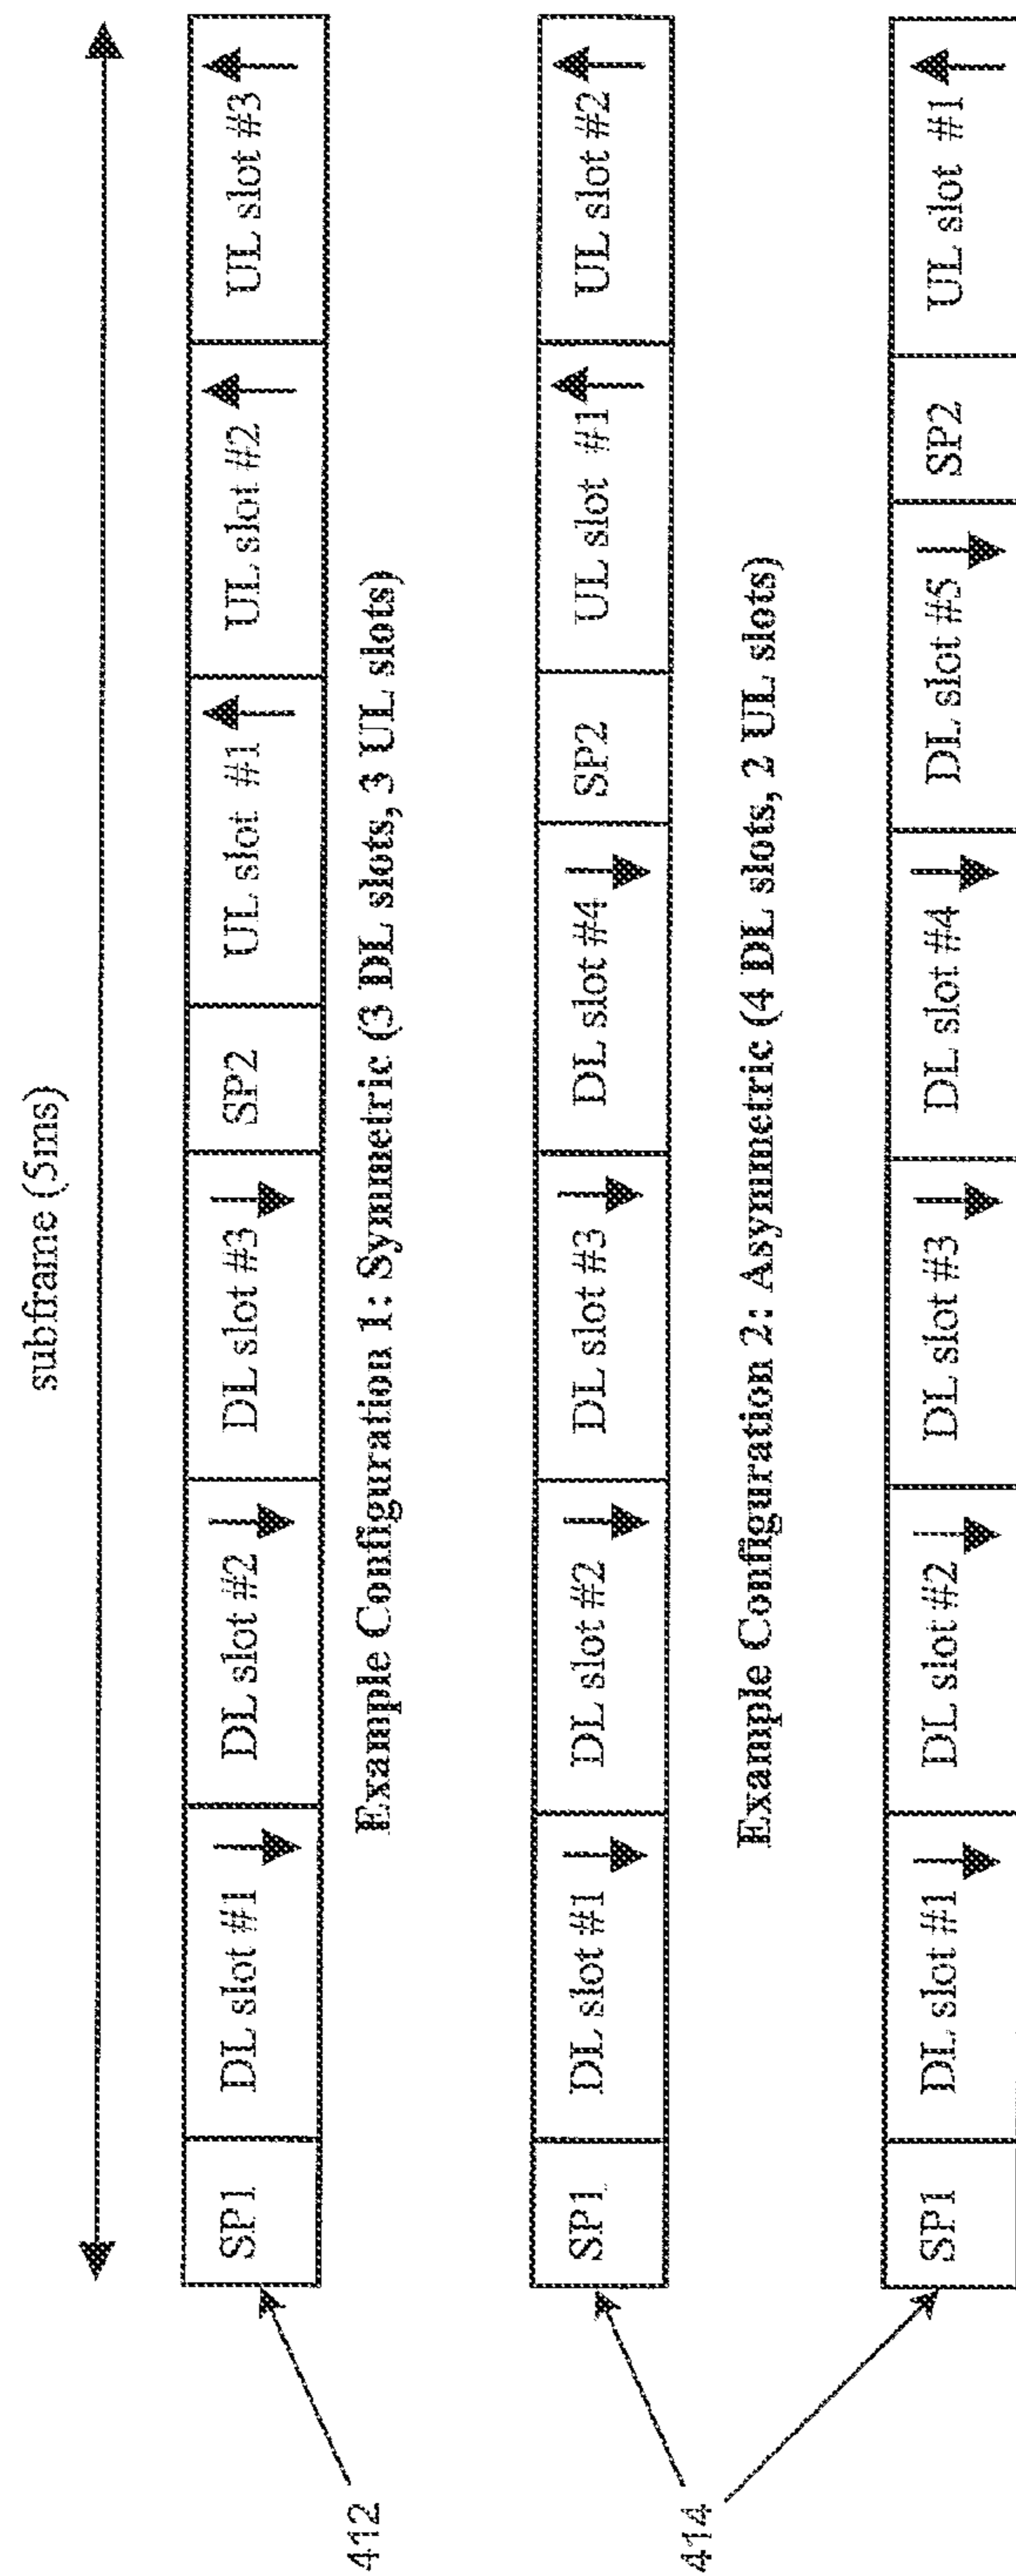 subframe (5ms)
SP1 DL slot #1 DL slot #2 DL slot #3 SP2 UL slot #1 UL slot #2 UL slot #3
412
Example Configuration 1: Symmetric (3 DL slots, 3 UL slots)
SP1 DL slot #1 DL slot #2 DL slot #3 DL slot #4 SP2 UL slot #1 UL slot #2
414
Example Configuration 2: Asymmetric (4 DL slots, 2 UL slots)
SP1 DL slot #1 DL slot #2 DL slot #3 DL slot #4 DL slot #5 SP2 UL slot #1